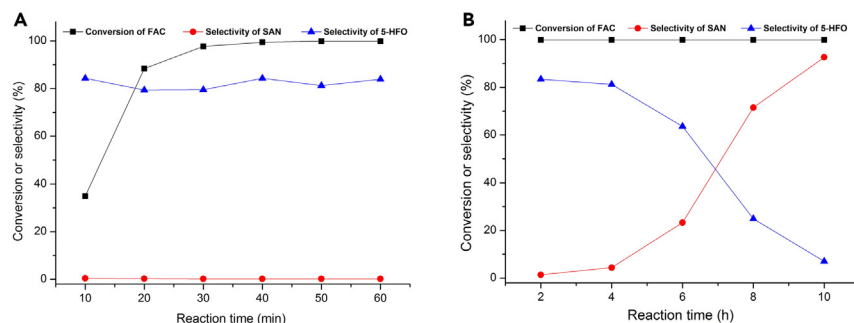 A
Conversion of FAC Selectivity of SAN Selectivity of 5-HFO
100
80
60
40
20
0
Conversion or selectivity (%)
10 20 30 40 50 60
Reaction time (min)
B
Conversion of FAC Selectivity of SAN Selectivity of 5-HFO
100
80
60
40
20
0
Conversion or selectivity (%)
2 4 6 8 10
Reaction time (h)